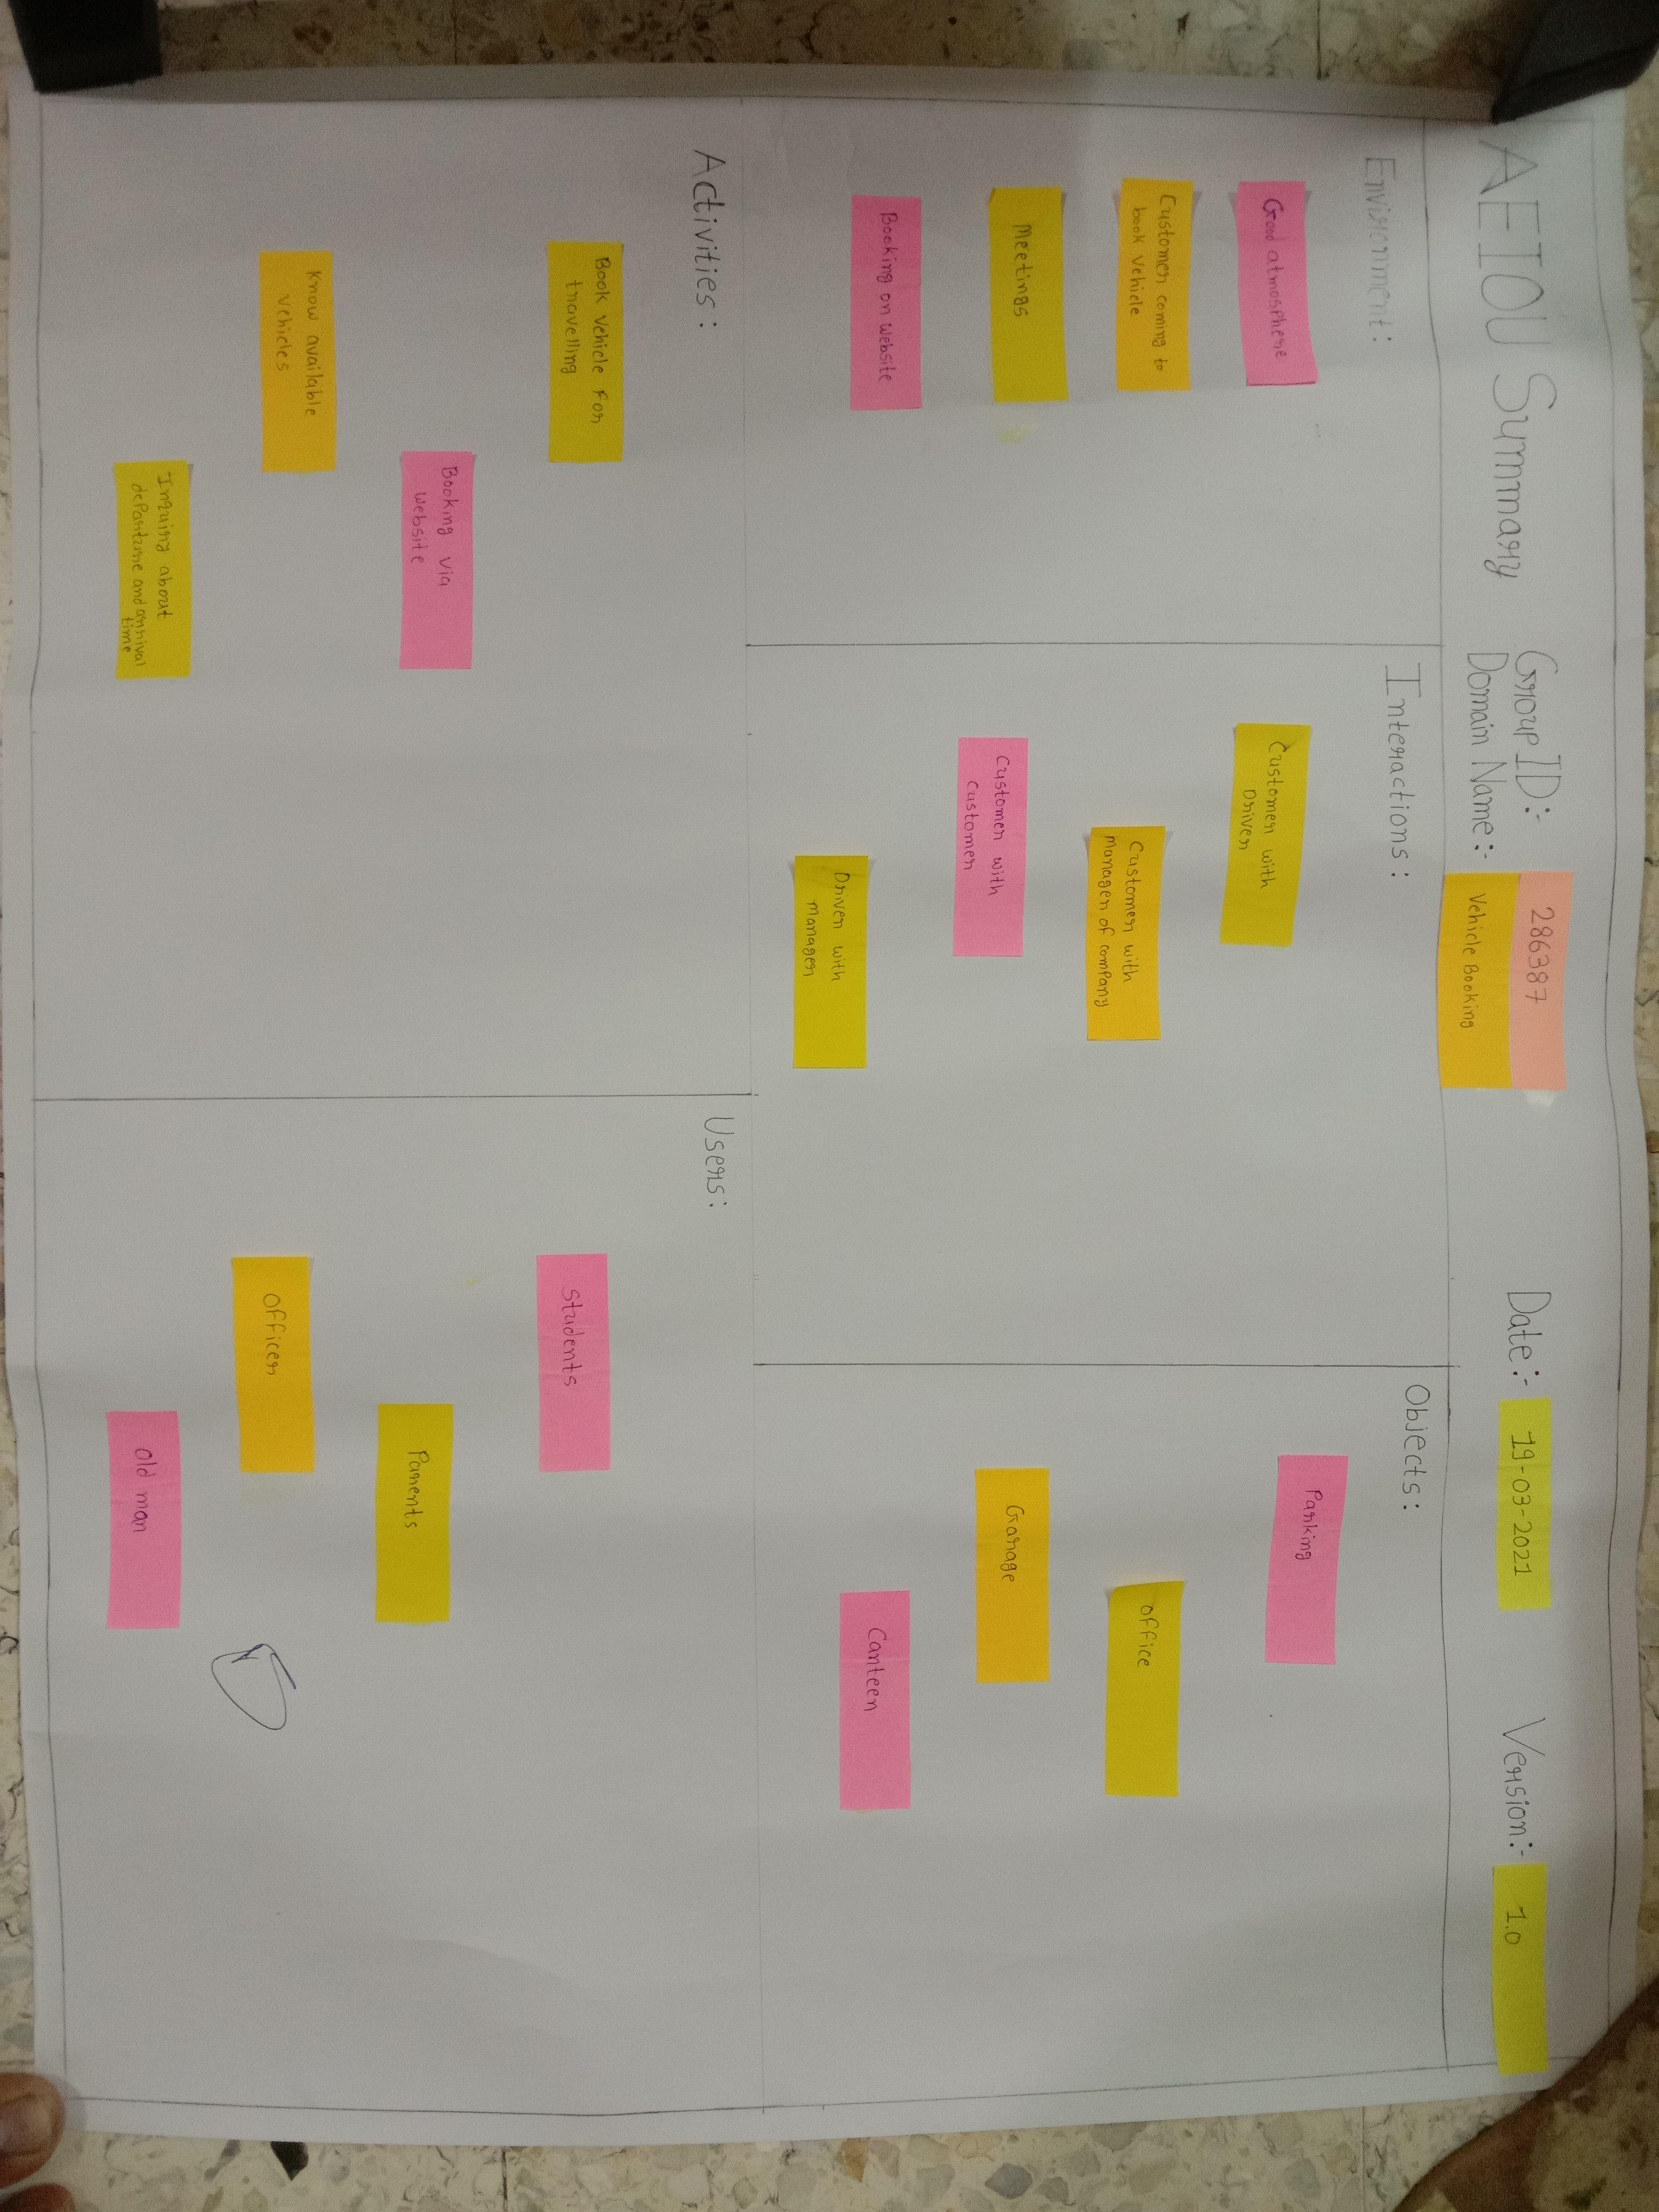 AEIOU Summary
Group ID:-
286387
Domain Name:-
Vehicle Booking
Date:-
19-03-2021
Version:-
1.0
Environment:
Good atmosphere
Customer coming to
book vehicle
Meetings
Booking on website
Interactions:
Customer with
Driver
Customer with
manager of company
Customer with
customer
Driver with
manager
Objects:
Parking
office
Garage
Canteen
Activities:
Book vehicle For
travelling
Booking via
website
Know available
vehicles
Inquiry about
departure and arrival
time
Users:
Students
Parents
Officer
Old man